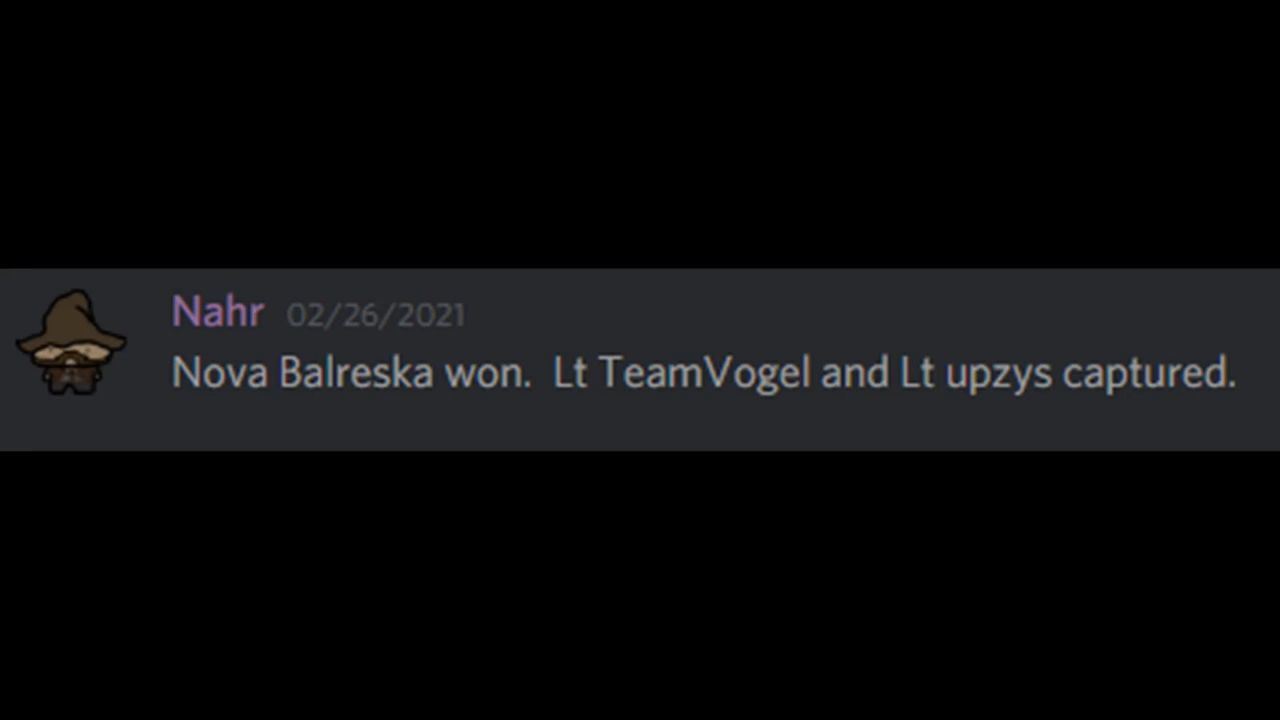 Nahr 02/26/2021
Nova Balreska won.  Lt TeamVogel and Lt upzys captured.